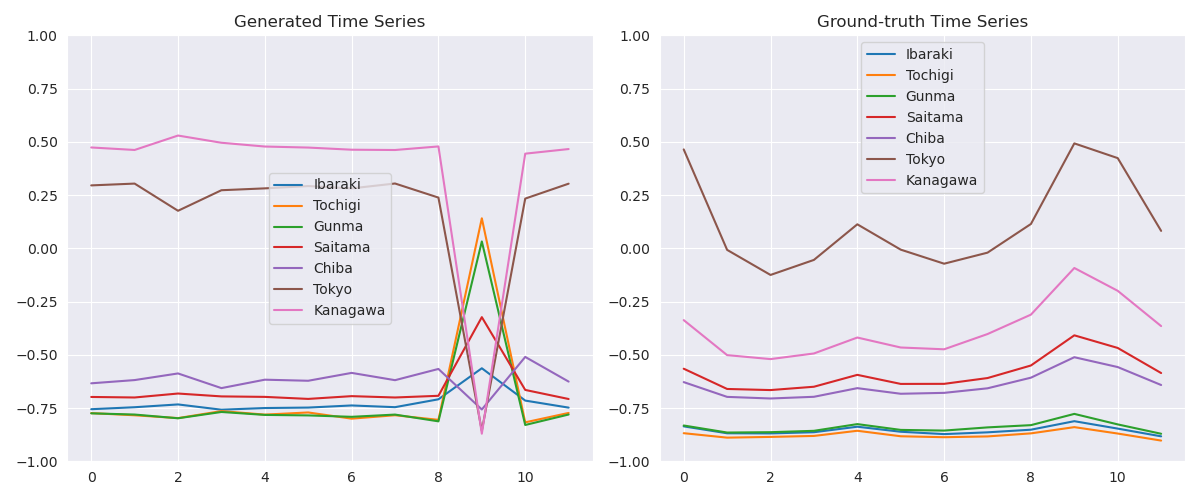 Generated Time Series
1.00
0.75
0.50
0.25
0.00
−0.25
−0.50
−0.75
−1.00
0 2 4 6 8 10
Ibaraki
Tochigi
Gunma
Saitama
Chiba
Tokyo
Kanagawa
Ground-truth Time Series
1.00
0.75
0.50
0.25
0.00
−0.25
−0.50
−0.75
−1.00
0 2 4 6 8 10
Ibaraki
Tochigi
Gunma
Saitama
Chiba
Tokyo
Kanagawa